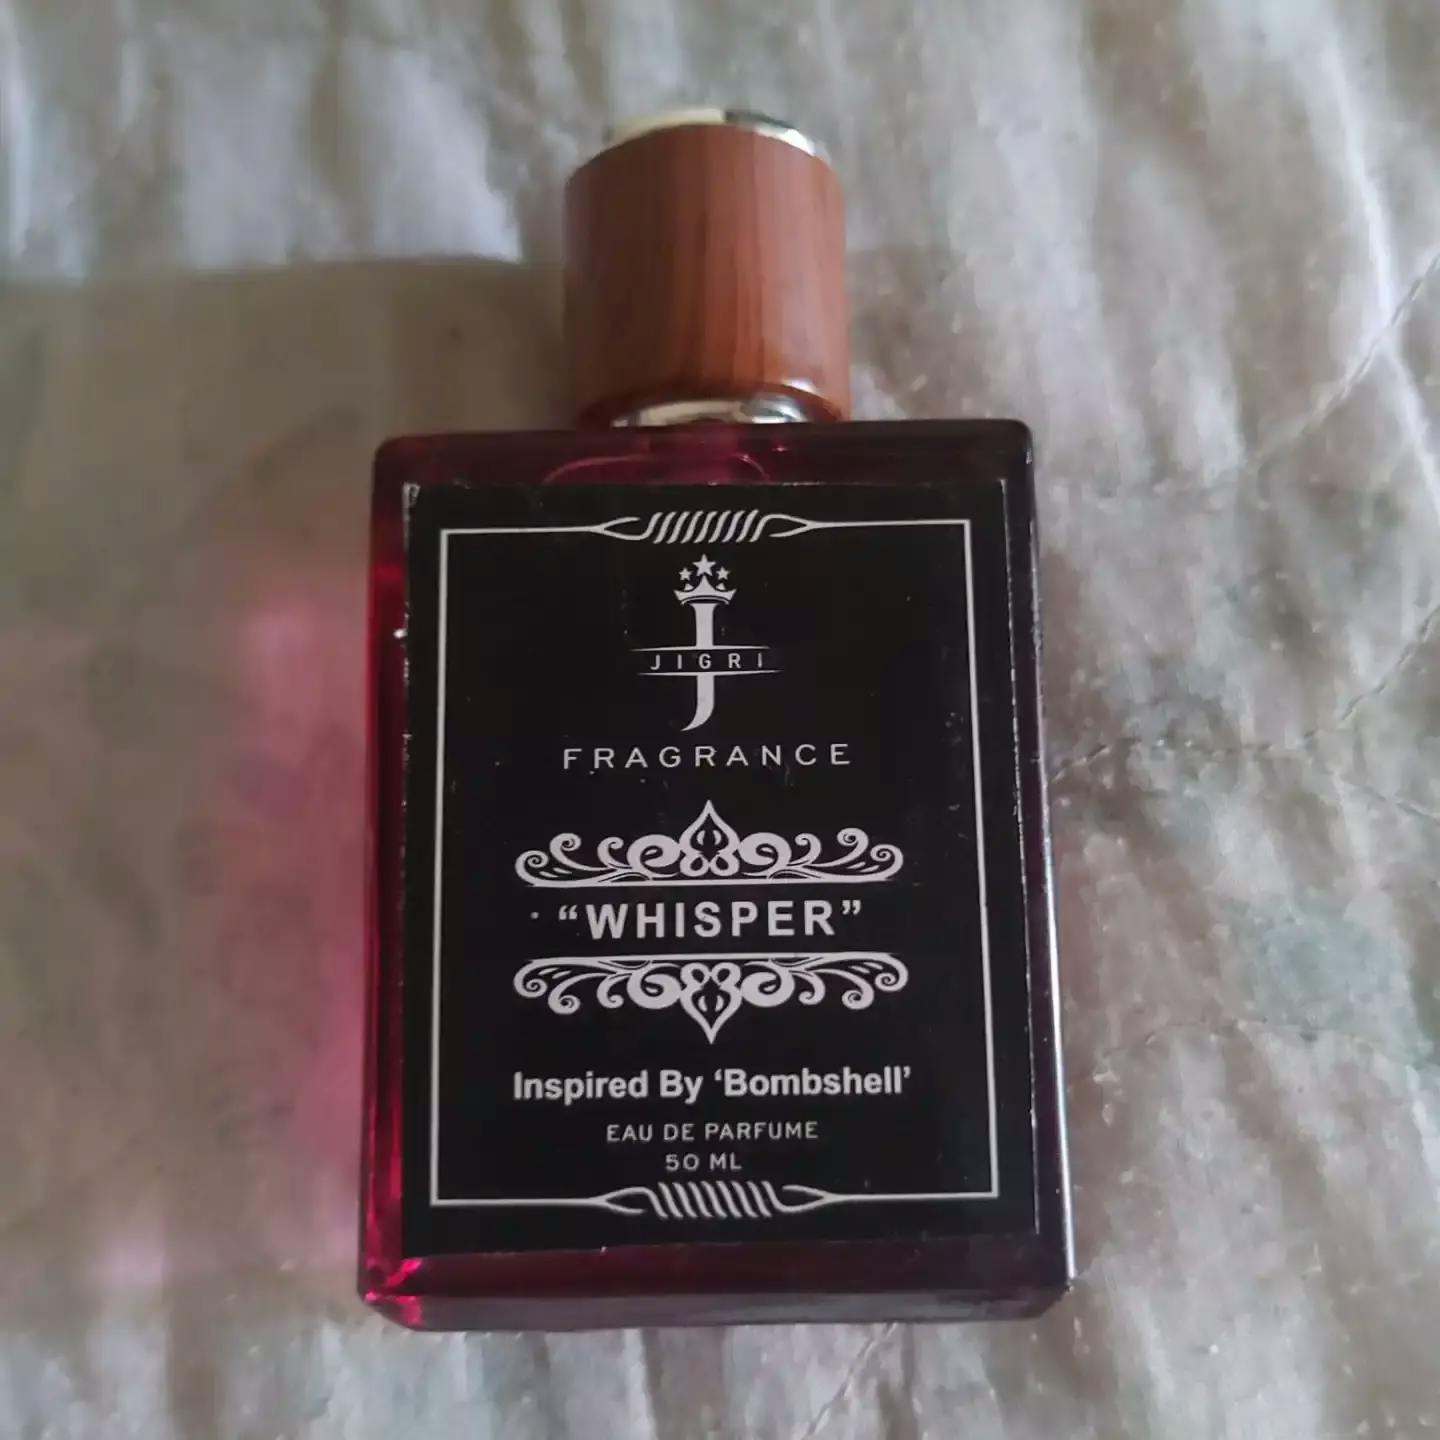 JIGRI
FRAGRANCE
“WHISPER”
Inspired By ‘Bombshell’
EAU DE PARFUME
50 ML